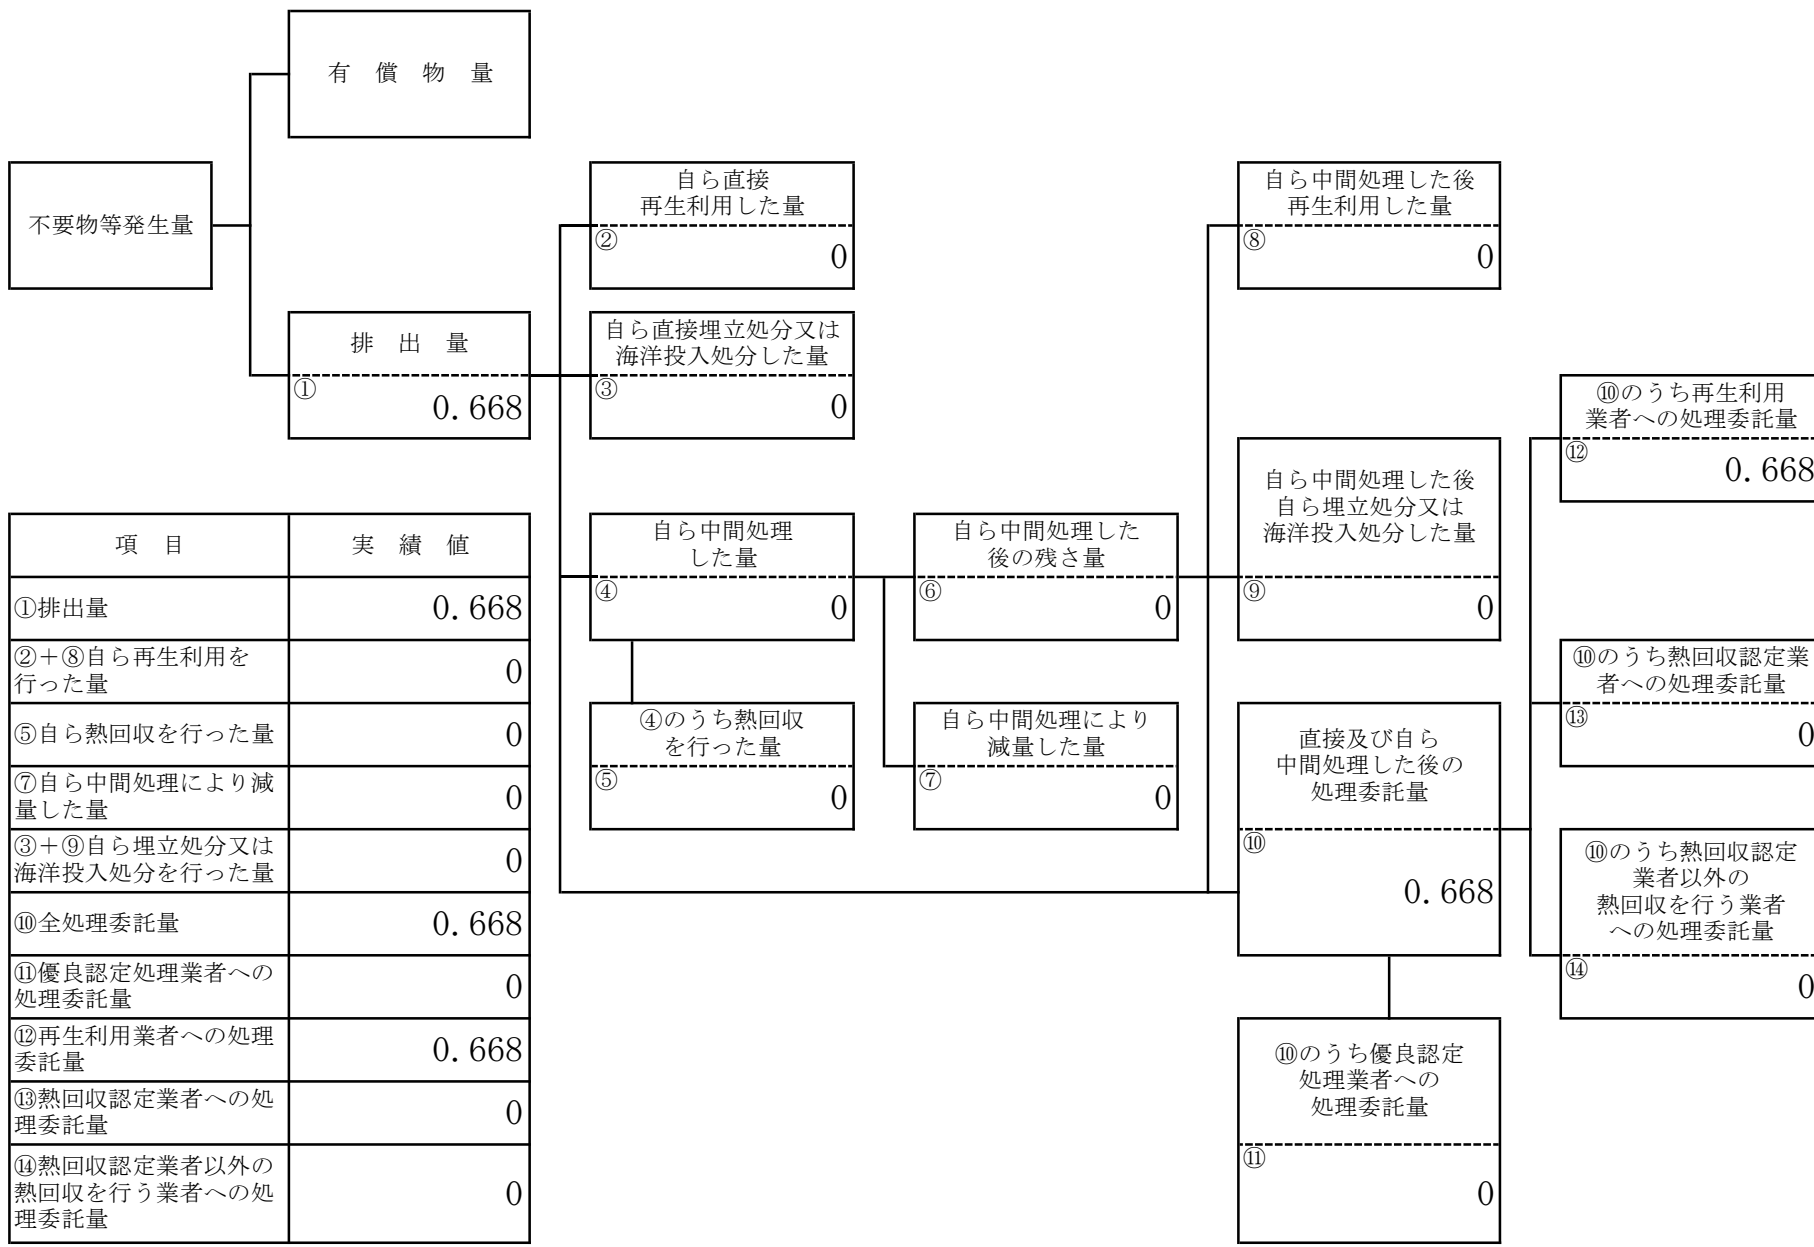 有償物量
不要物等発生量
排出量
①
0.668
自ら直接
再生利用した量
②
0
自ら直接埋立処分又は
海洋投入処分した量
③
0
自ら中間処理
した量
④
0
④のうち熱回収
を行った量
⑤
0
自ら中間処理した
後の残さ量
⑥
0
自ら中間処理により
減量した量
⑦
0
自ら中間処理した後
再生利用した量
⑧
0
自ら中間処理した後
自ら埋立処分又は
海洋投入処分した量
⑨
0
直接及び自ら
中間処理した後の
処理委託量
⑩
0.668
⑩のうち優良認定
処理業者への
処理委託量
⑪
0
⑩のうち再生利用
業者への処理委託量
⑫
0.668
⑩のうち熱回収認定業
者への処理委託量
⑬
0
⑩のうち熱回収認定
業者以外の
熱回収を行う業者
への処理委託量
⑭
0
項目 実績値
①排出量 0.668
②＋⑧自ら再生利用を
行った量 0
⑤自ら熱回収を行った量 0
⑦自ら中間処理により減
量した量 0
③＋⑨自ら埋立処分又は
海洋投入処分を行った量 0
⑩全処理委託量 0.668
⑪優良認定処理業者への
処理委託量 0
⑫再生利用業者への処理
委託量 0.668
⑬熱回収認定業者への処
理委託量 0
⑭熱回収認定業者以外の
熱回収を行う業者への処
理委託量 0